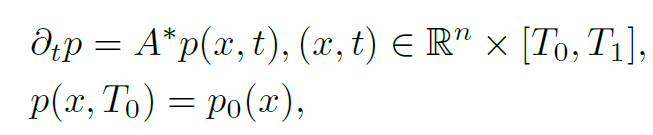 ∂ₜp = A*p(x, t), (x, t) ∈ ℝⁿ × [T₀, T₁],
p(x, T₀) = p₀(x),